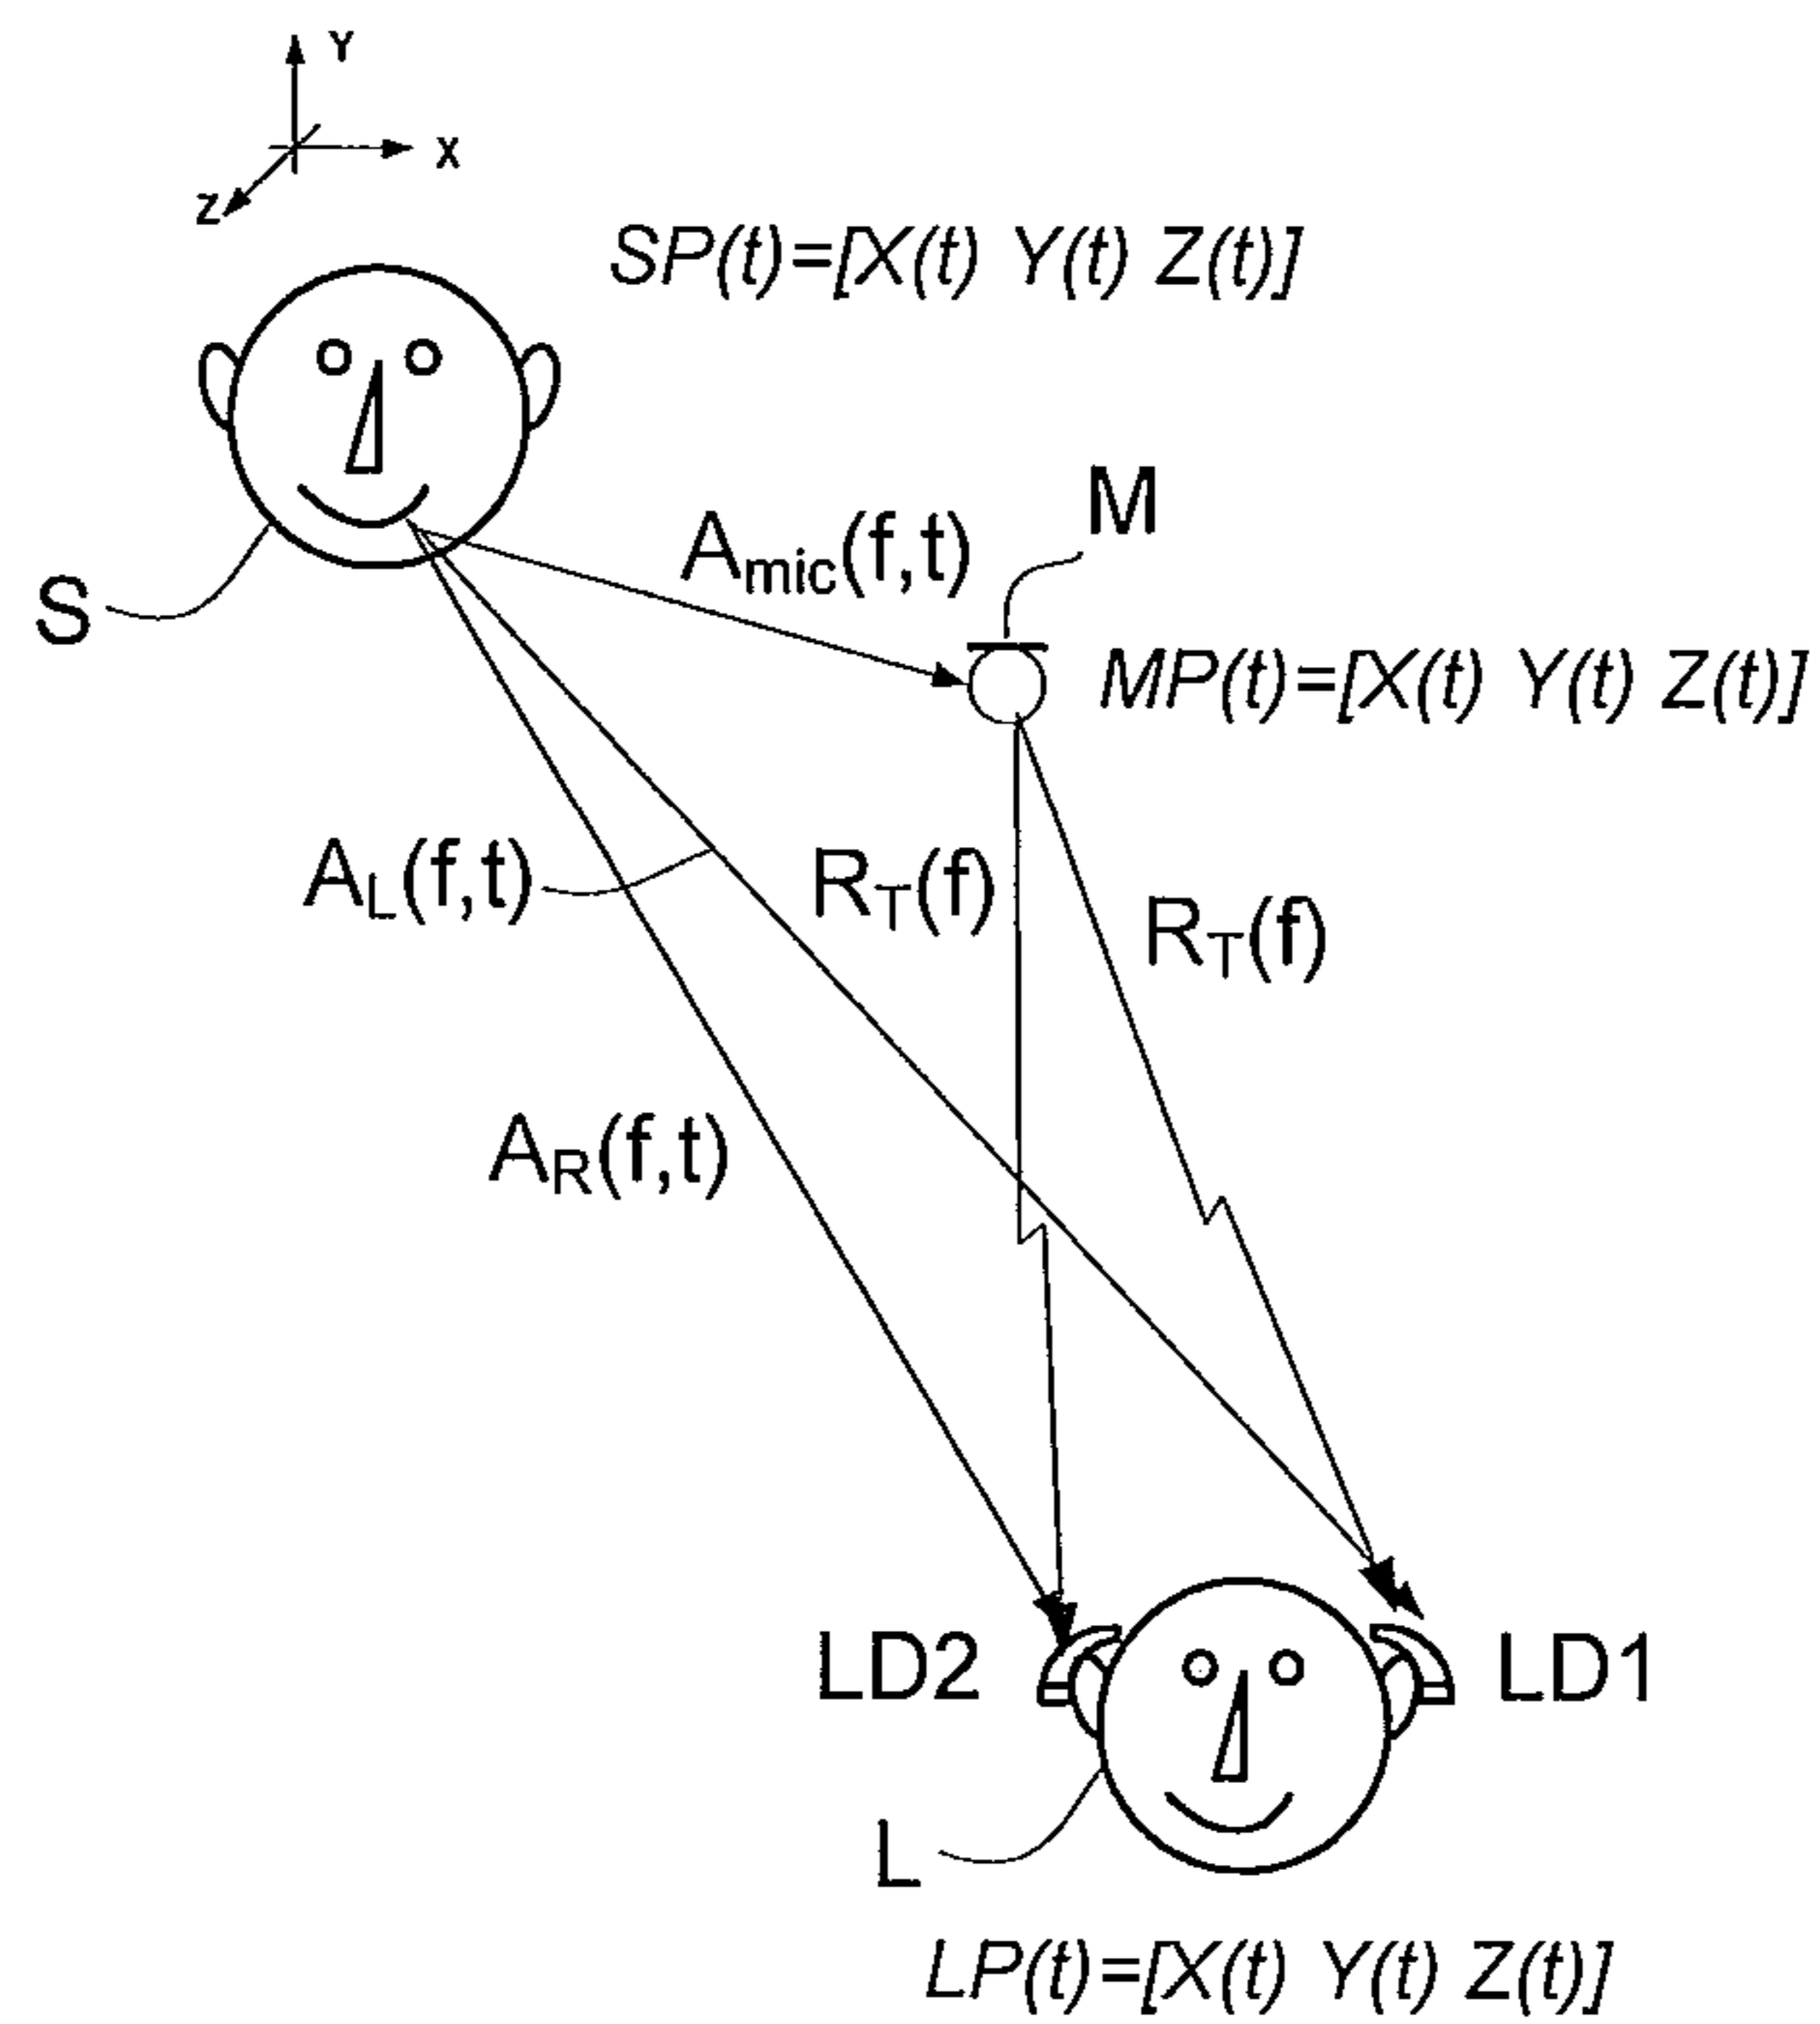 Y
X
Z
SP(t)=[X(t) Y(t) Z(t)]
M
Amic(f,t)
S
MP(t)=[X(t) Y(t) Z(t)]
AL(f,t)
RT(f)
RT(f)
AR(f,t)
LD2
LD1
L
LP(t)=[X(t) Y(t) Z(t)]